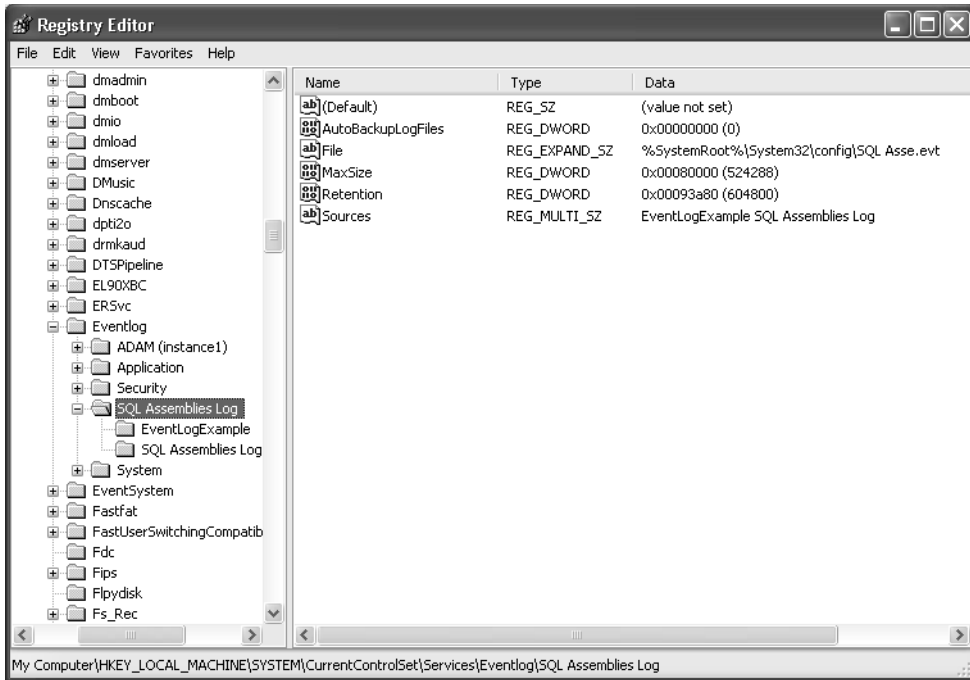 Registry Editor
File Edit View Favorites Help
dmadmin
dmboot
dmio
dmload
dmserver
DMusic
Dnscache
dpti2o
drmkaud
DTSPipeline
EL90XBC
ERSvc
Eventlog
ADAM (instance1)
Application
Security
SQL Assemblies Log
EventLogExample
SQL Assemblies Log
System
EventSystem
Fastfat
FastUserSwitchingCompatib
Fdc
Fips
Flpydisk
Fs_Rec
Name Type Data
(Default) REG_SZ (value not set)
AutoBackupLogFiles REG_DWORD 0x00000000 (0)
File REG_EXPAND_SZ %SystemRoot%\System32\config\SQL Asse.evt
MaxSize REG_DWORD 0x00080000 (524288)
Retention REG_DWORD 0x00093a80 (604800)
Sources REG_MULTI_SZ EventLogExample SQL Assemblies Log
My Computer\HKEY_LOCAL_MACHINE\SYSTEM\CurrentControlSet\Services\Eventlog\SQL Assemblies Log